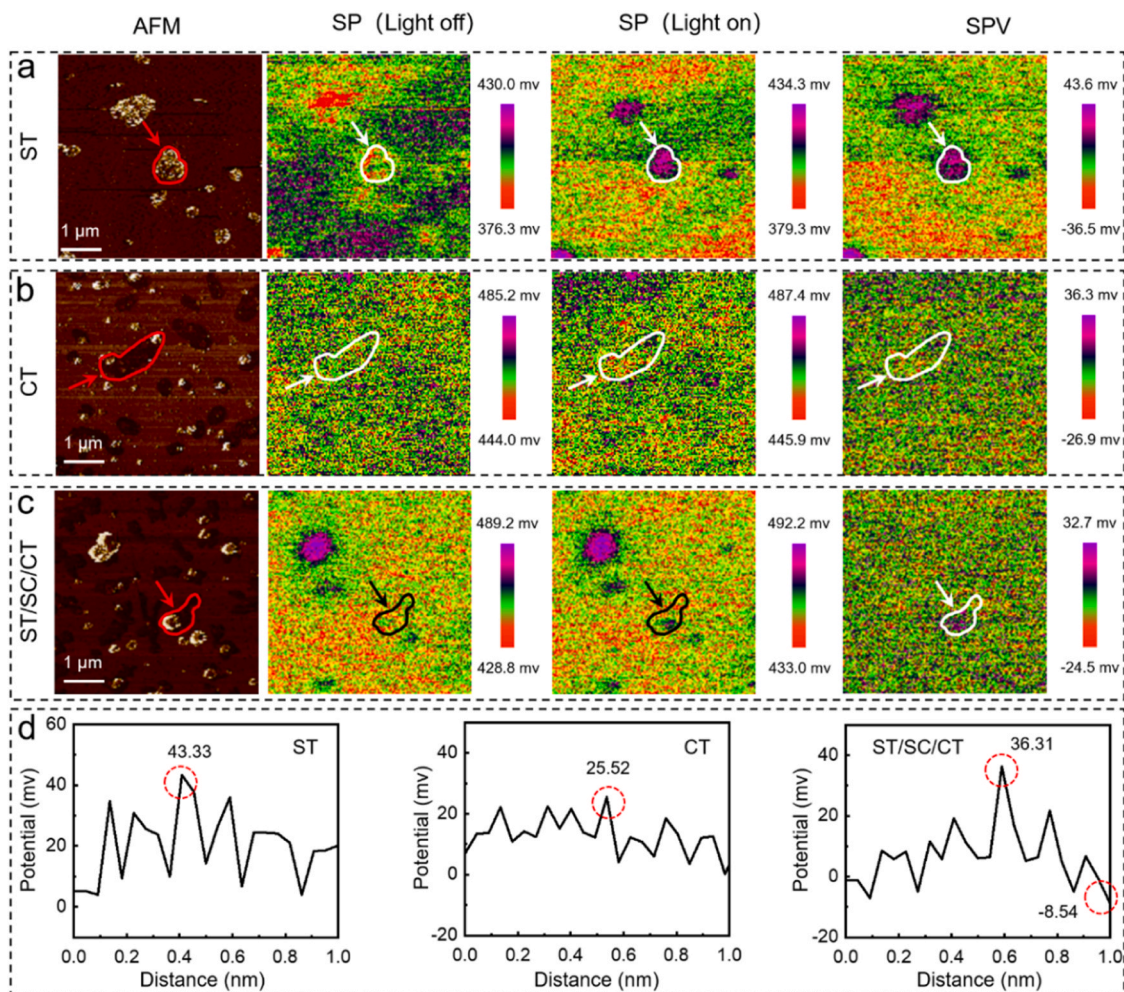 AFM SP (Light off) SP (Light on) SPV
a
ST
1 μm
430.0 mv
376.3 mv
434.3 mv
379.3 mv
43.6 mv
-36.5 mv
b
CT
1 μm
485.2 mv
444.0 mv
487.4 mv
445.9 mv
36.3 mv
-26.9 mv
c
ST/SC/CT
1 μm
489.2 mv
428.8 mv
492.2 mv
433.0 mv
32.7 mv
-24.5 mv
d
ST
43.33
Potential (mv)
60
40
20
0
-20
0.0 0.2 0.4 0.6 0.8 1.0
Distance (nm)
CT
25.52
Potential (mv)
60
40
20
0
-20
0.0 0.2 0.4 0.6 0.8 1.0
Distance (nm)
ST/SC/CT
36.31
-8.54
Potential (mv)
60
40
20
0
-20
0.0 0.2 0.4 0.6 0.8 1.0
Distance (nm)